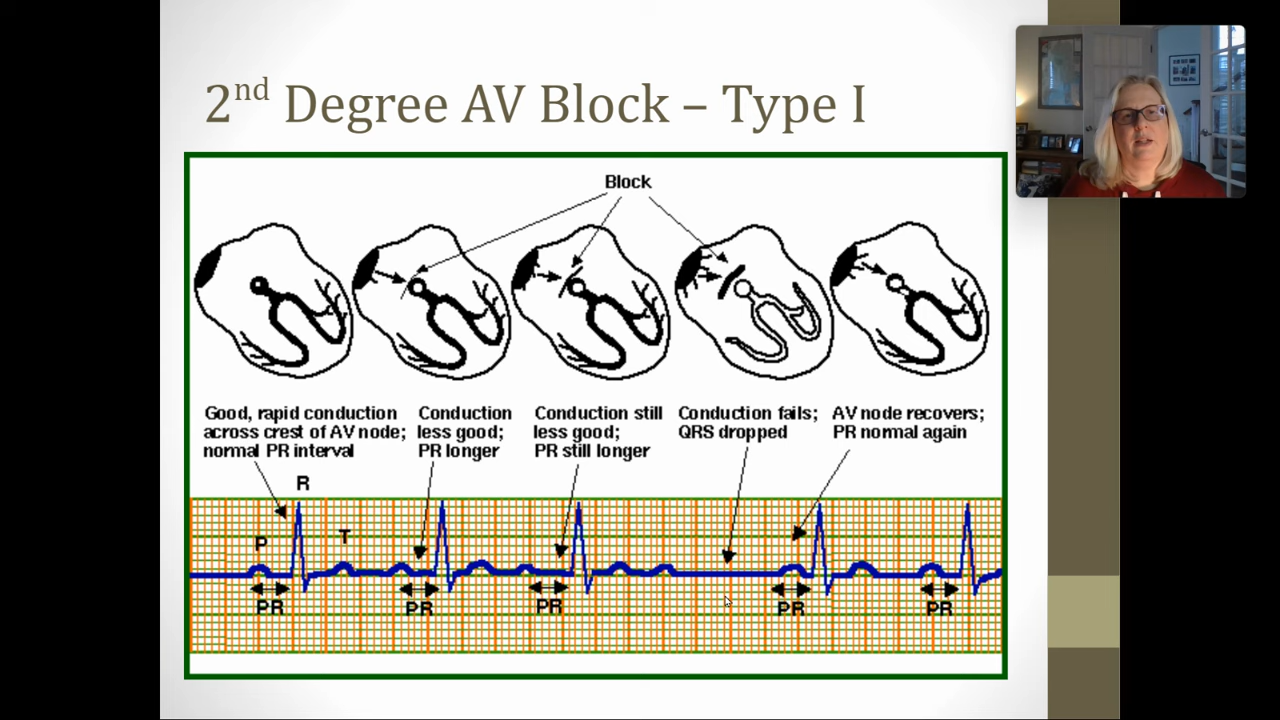 2nd Degree AV Block – Type I
Block
Good, rapid conduction
across crest of AV node;
normal PR interval
Conduction
less good;
PR longer
Conduction still
less good;
PR still longer
Conduction fails;
QRS dropped
AV node recovers;
PR normal again
R
P
T
PR
PR
PR
PR
PR